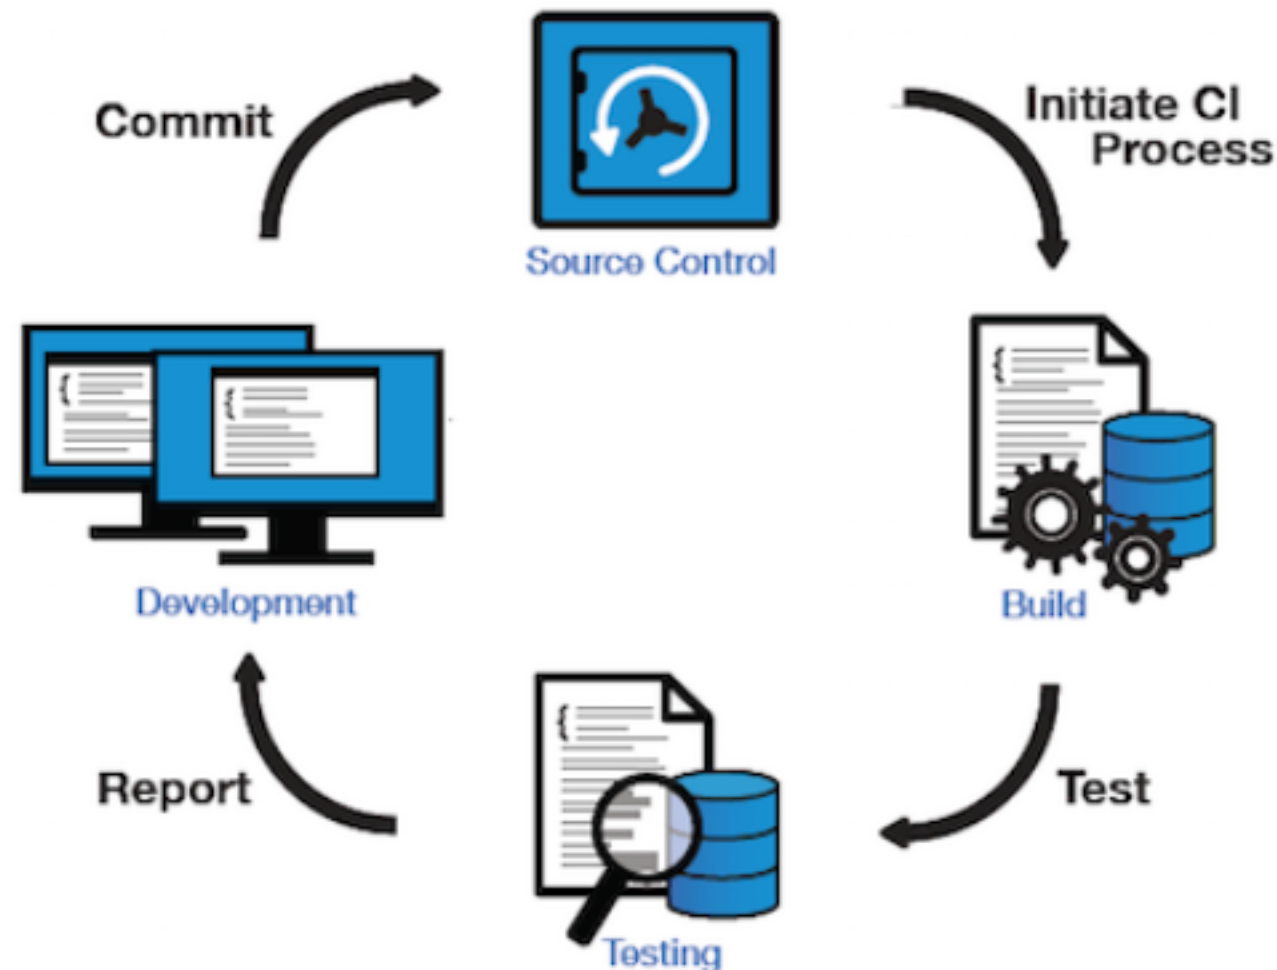 Commit
Initiate CI
Process
Source Control
Development
Build
Report
Test
Testing